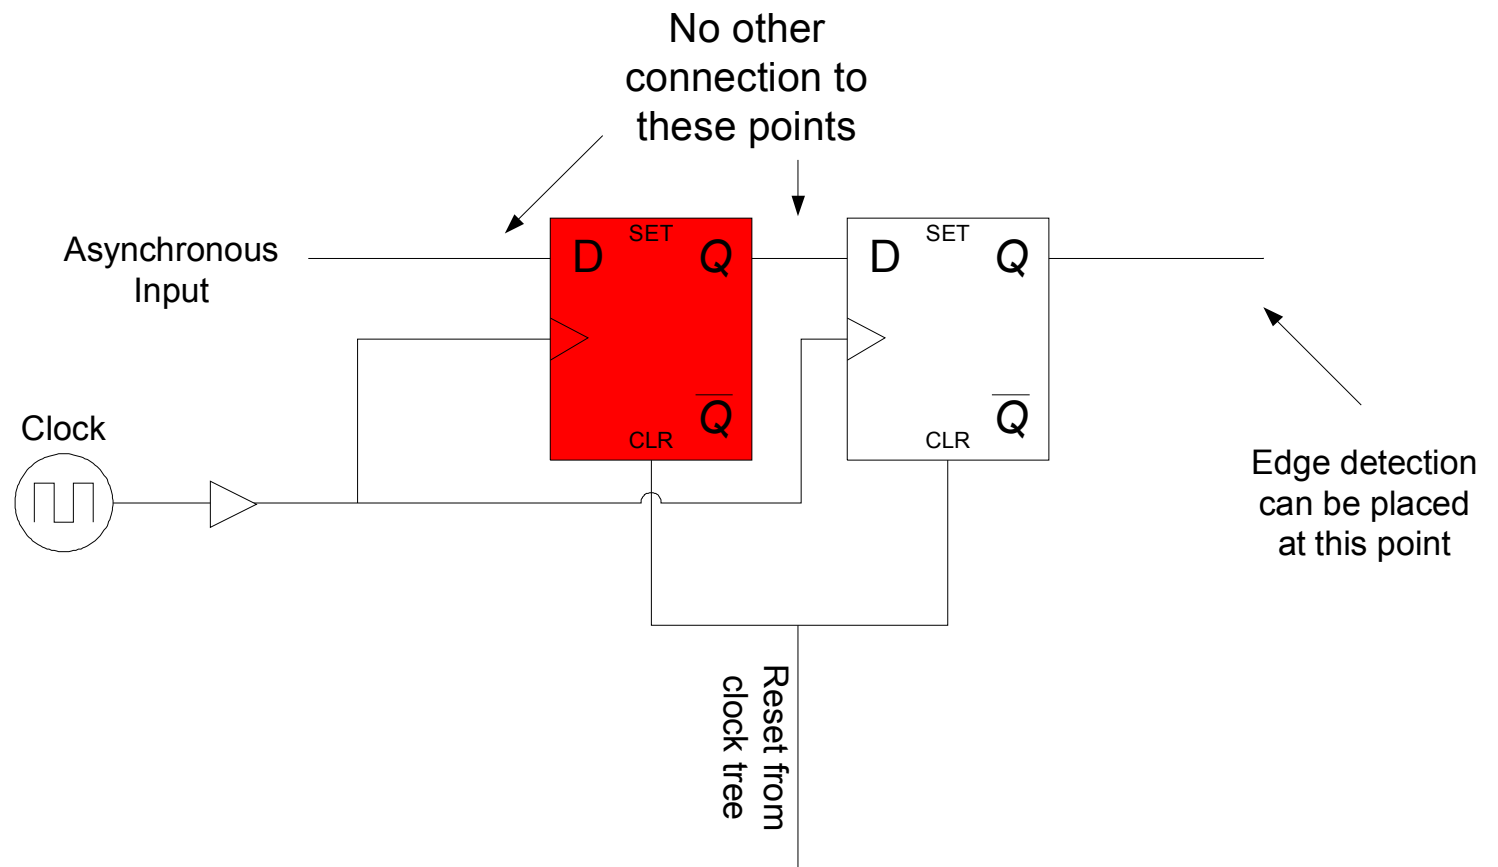 No other
connection to
these points
Asynchronous
Input
D
SET
Q
Q
CLR
D
SET
Q
Q
CLR
Clock
Edge detection
can be placed
at this point
Reset from
clock tree